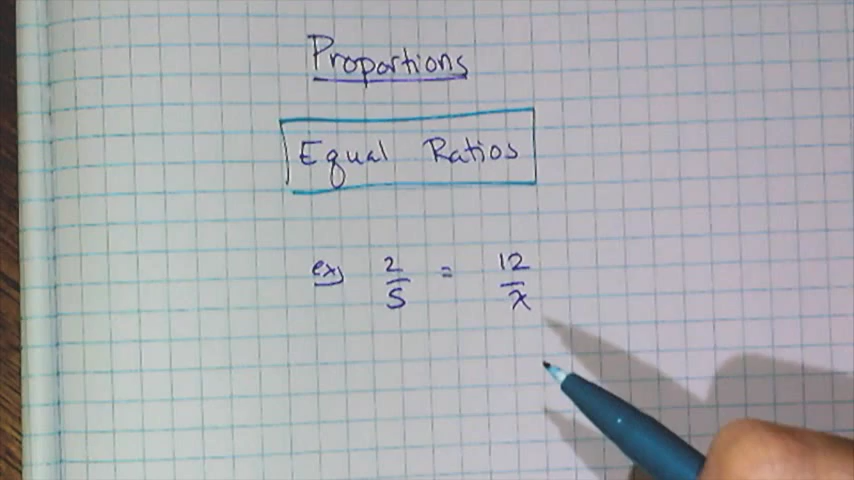 Proportions
Equal Ratios
ex) 2/5 = 12/x